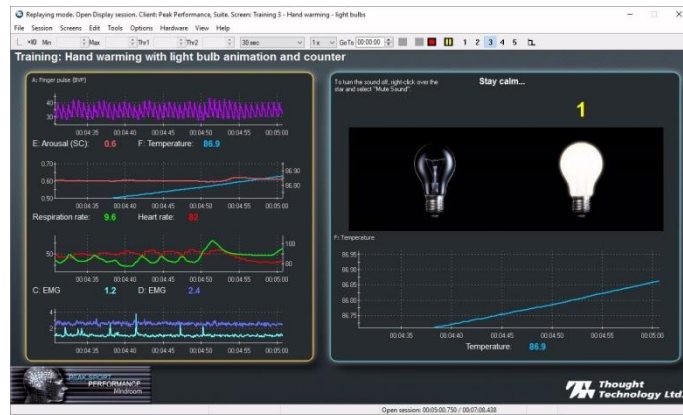 Replaying mode. Open Display session. Client: Peak Performance, Suite. Screen: Training 3 - Hand warming - light bulbs
File Session Screens Edit Tools Options Hardware View Help
Min Max Thr1 Thr2 30 sec 1 x GoTo 00:00:00 1 2 3 4 5
Training: Hand warming with light bulb animation and counter
A: Finger pulse (BVP)
40
30
00:04:35 00:04:40 00:04:45 00:04:50 00:04:55 00:05:00
E: Arousal (SC): 0.6 F: Temperature: 86.9
0.70
0.60 86.90
0.50 86.80
00:04:35 00:04:40 00:04:45 00:04:50 00:04:55 00:05:00
Respiration rate: 9.6 Heart rate: 82
100
50
00:04:35 00:04:40 00:04:45 00:04:50 00:04:55 00:05:00
C: EMG 1.2 D: EMG 2.4
4
2
00:04:35 00:04:40 00:04:45 00:04:50 00:04:55 00:05:00
To turn the sound off, right-click over the
star and select "Mute Sound".
Stay calm...
1
F: Temperature
86.95
86.90
86.85
86.80
86.75
00:04:35 00:04:40 00:04:45 00:04:50 00:04:55 00:05:00
Temperature: 86.9
PEAK SPORT
PERFORMANCE
Mindroom
Thought
Technology Ltd.
Open session: 00:05:00.750 / 00:07:08.438